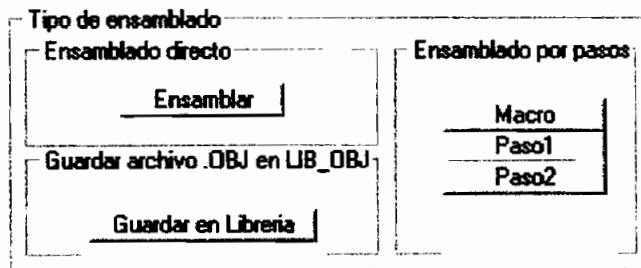 Tipo de ensamblado
Ensamblado directo
Ensamblar
Guardar archivo .OBJ en LIB_OBJ
Guardar en Libreria
Ensamblado por pasos
Macro
Paso1
Paso2